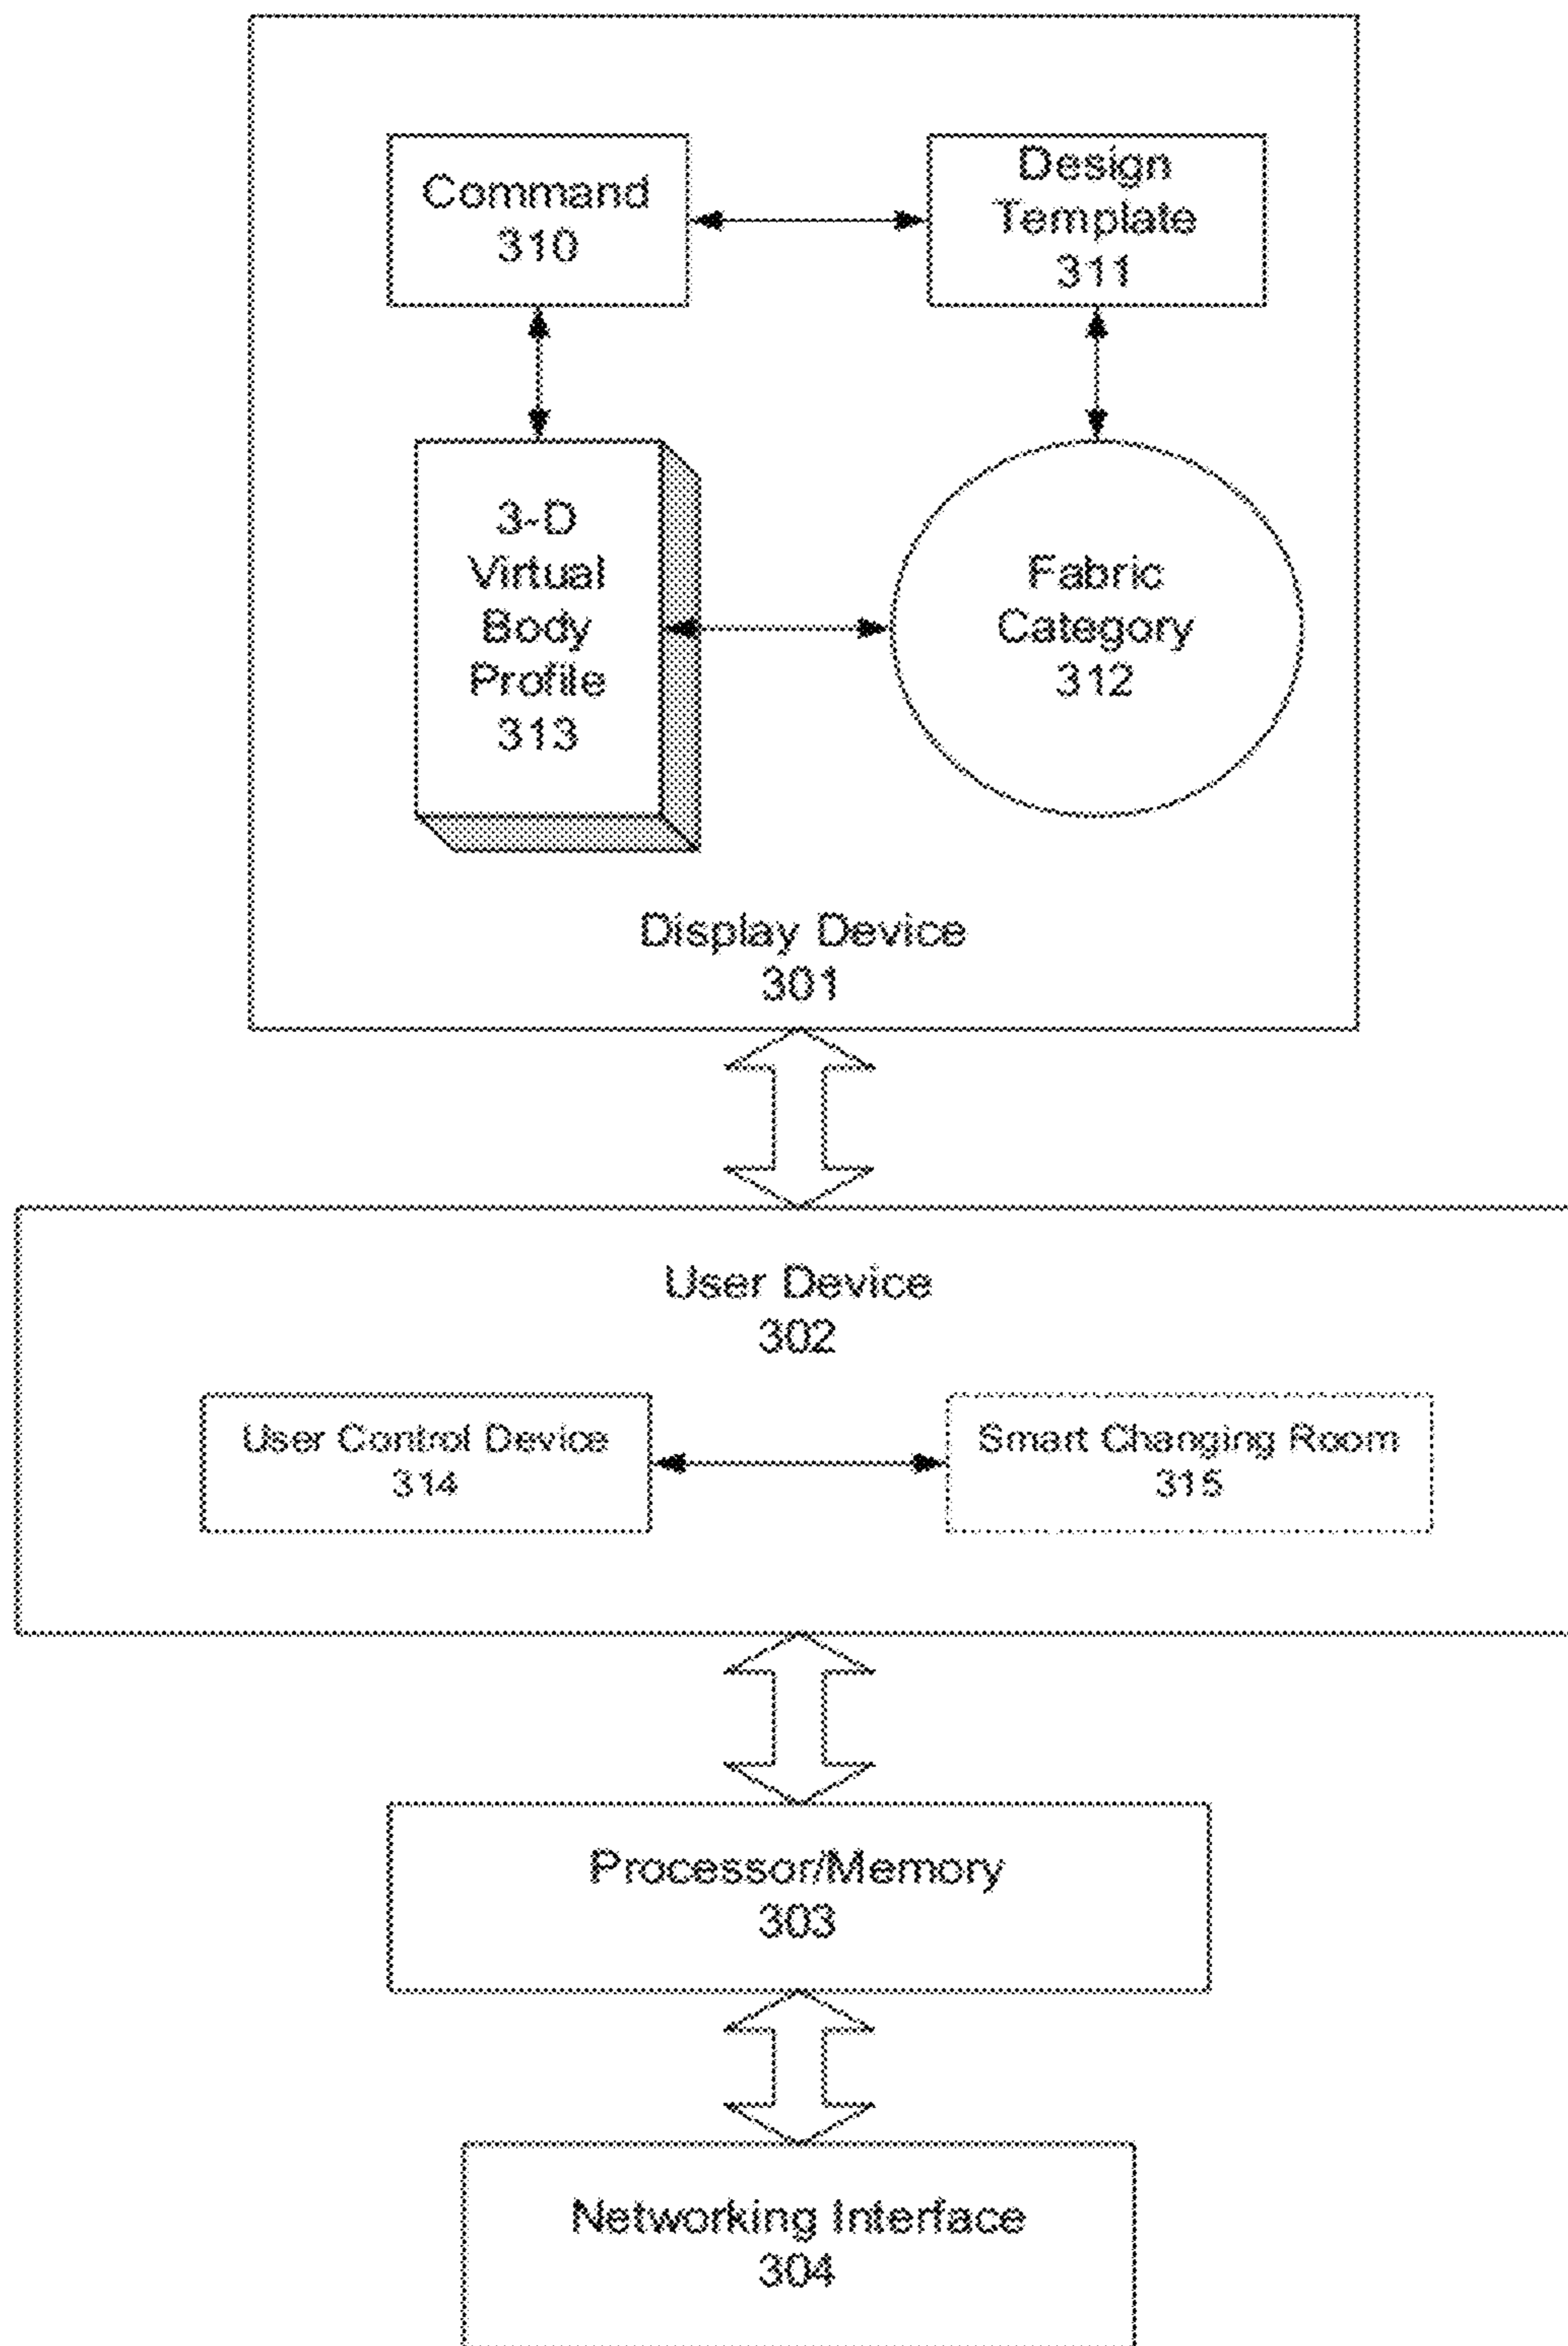 Command
310
Design
Template
311
3-D
Virtual
Body
Profile
313
Fabric
Category
312
Display Device
301
User Device
302
User Control Device
314
Smart Changing Room
315
Processor/Memory
303
Networking Interface
304